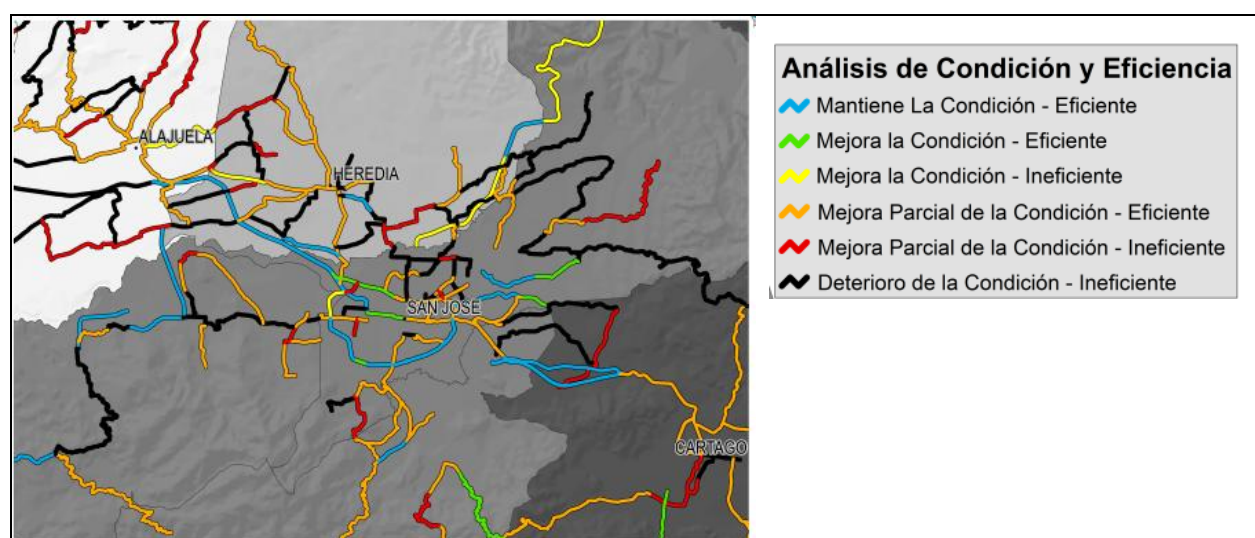 ALAJUELA
HEREDIA
SAN JOSÉ
CARTAGO
Análisis de Condición y Eficiencia
Mantiene La Condición - Eficiente
Mejora la Condición - Eficiente
Mejora la Condición - Ineficiente
Mejora Parcial de la Condición - Eficiente
Mejora Parcial de la Condición - Ineficiente
Deterioro de la Condición - Ineficiente